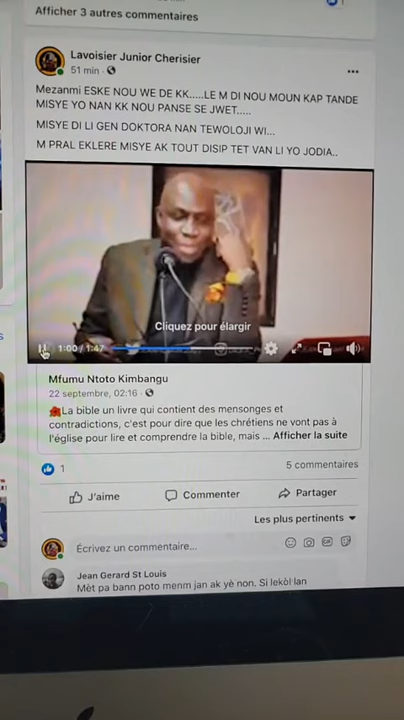 Afficher 3 autres commentaires
Lavoisier Junior Cherisier
51 min
Mezanmi ESKE NOU WE DE KK.....LE M DI NOU MOUN KAP TANDE
MISYE YO NAN KK NOU PANSE SE JWET.....
MISYE DI LI GEN DOKTORA NAN TEWOLOJI WI...
M PRAL EKLERE MISYE AK TOUT DISIP TET VAN LI YO JODIA..
Cliquez pour élargir
1:00 / 1:47
Mfumu Ntoto Kimbangu
22 septembre, 02:16
La bible un livre qui contient des mensonges et
contradictions, c'est pour dire que les chrétiens ne vont pas à
l'église pour lire et comprendre la bible, mais ... Afficher la suite
1
5 commentaires
J'aime
Commenter
Partager
Les plus pertinents
Écrivez un commentaire...
GIF
Jean Gerard St Louis
Mèt pa bann poto menm jan ak yè non. Si lekòl lan